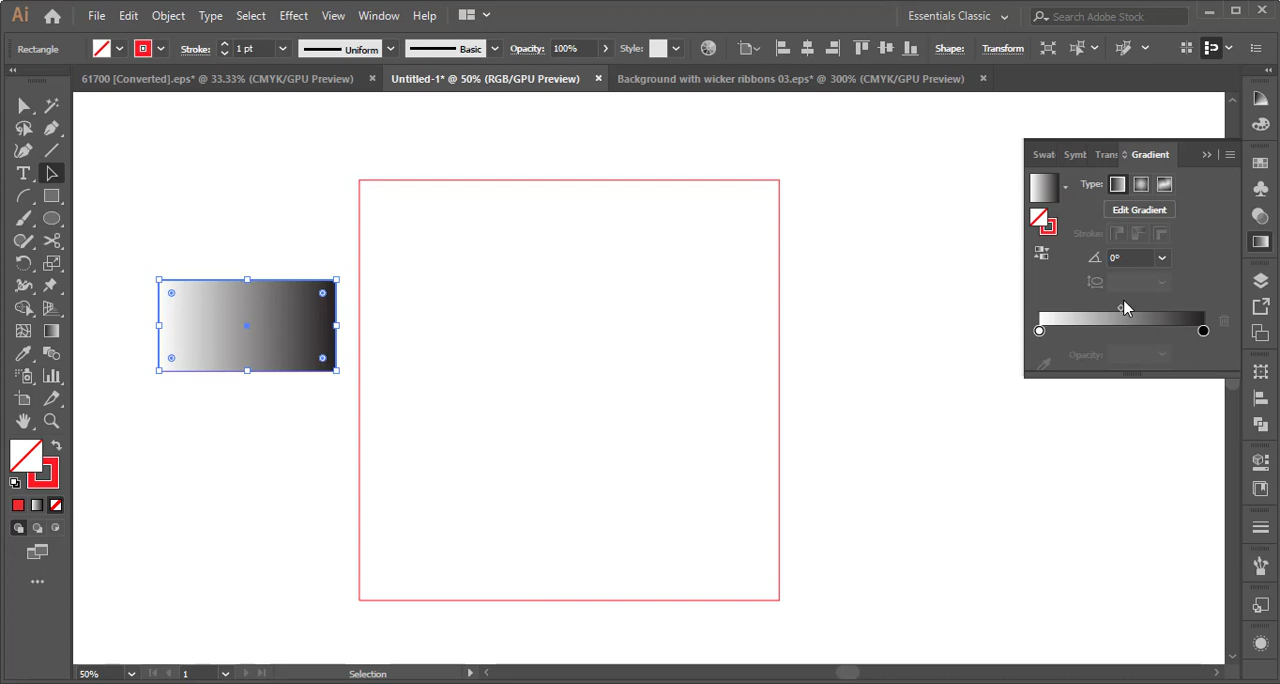 Ai File Edit Object Type Select Effect View Window Help Essentials Classic Search Adobe Stock
Rectangle Stroke: 1 pt Uniform Basic Opacity: 100% Style: Shape: Transform
61700 [Converted].eps* @ 33.33% (CMYK/GPU Preview) × Untitled-1* @ 50% (RGB/GPU Preview) × Background with wicker ribbons 03.eps* @ 300% (CMYK/GPU Preview) ×
Swat Symb Trans Gradient
Type:
Edit Gradient
Stroke:
0°
Opacity:
T
50% 1 Selection